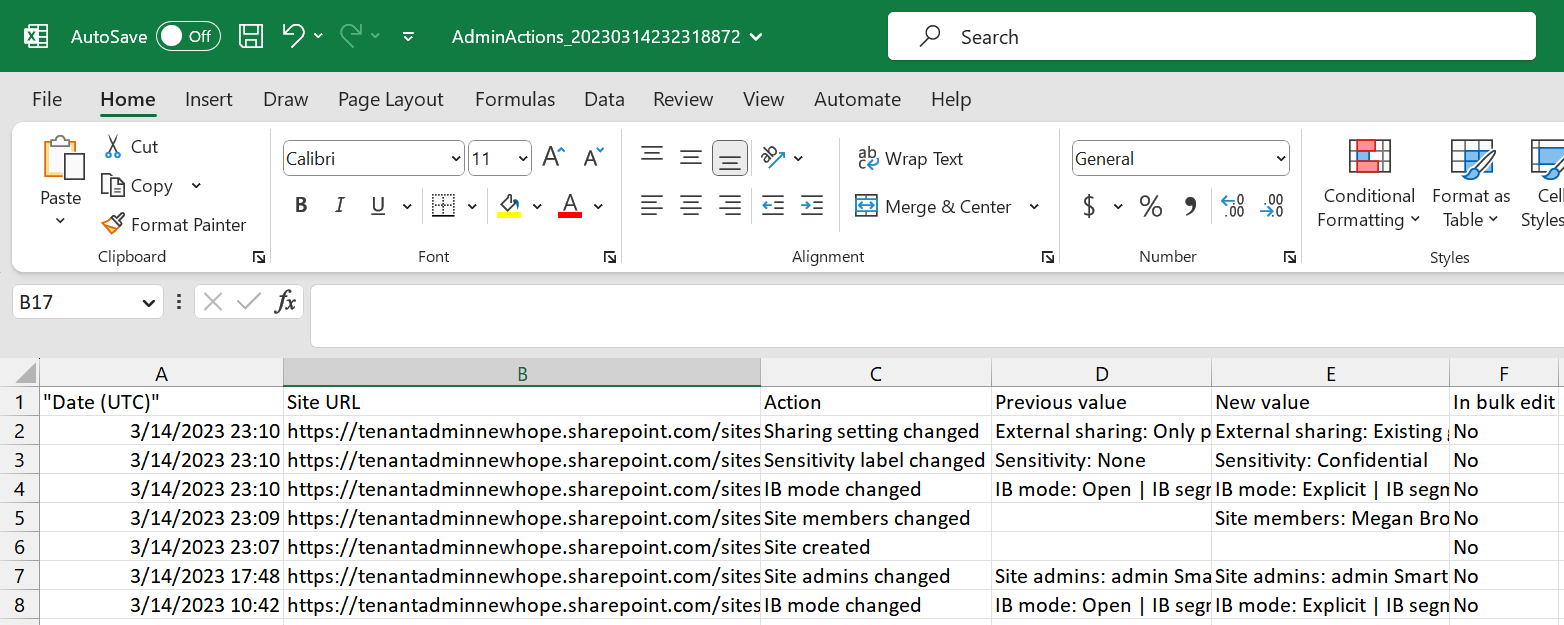 AutoSave Off AdminActions_20230314232318872 Search
File Home Insert Draw Page Layout Formulas Data Review View Automate Help
Paste Cut Copy Format Painter
Clipboard
Calibri 11
B I U A
Font
ab Wrap Text
Merge & Center
Alignment
General
$ % 9 .00 .00
Number
Conditional Formatting Format as Table Cell Styles
Styles
B17 fx
A B C D E F
1 "Date (UTC)" Site URL Action Previous value New value In bulk edit
2 3/14/2023 23:10 https://tenantadminnewhope.sharepoint.com/sites Sharing setting changed External sharing: Only p External sharing: Existing No
3 3/14/2023 23:10 https://tenantadminnewhope.sharepoint.com/sites Sensitivity label changed Sensitivity: None Sensitivity: Confidential No
4 3/14/2023 23:10 https://tenantadminnewhope.sharepoint.com/sites IB mode changed IB mode: Open | IB segr IB mode: Explicit | IB segn No
5 3/14/2023 23:09 https://tenantadminnewhope.sharepoint.com/sites Site members changed Site members: Megan Bro No
6 3/14/2023 23:07 https://tenantadminnewhope.sharepoint.com/sites Site created No
7 3/14/2023 17:48 https://tenantadminnewhope.sharepoint.com/sites Site admins changed Site admins: admin Sma Site admins: admin Smart No
8 3/14/2023 10:42 https://tenantadminnewhope.sharepoint.com/sites IB mode changed IB mode: Open | IB segr IB mode: Explicit | IB segn No